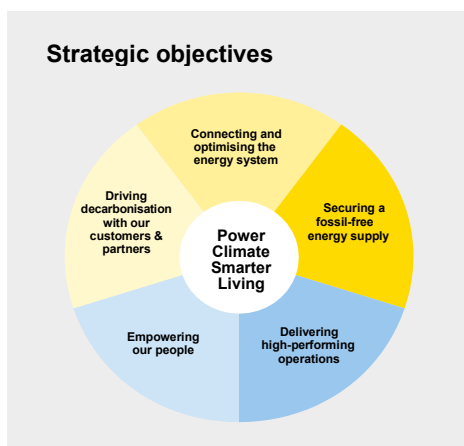 Strategic objectives
Connecting and
optimising the
energy system
Securing a
fossil-free
energy supply
Delivering
high-performing
operations
Empowering
our people
Driving
decarbonisation
with our
customers &
partners
Power
Climate
Smarter
Living